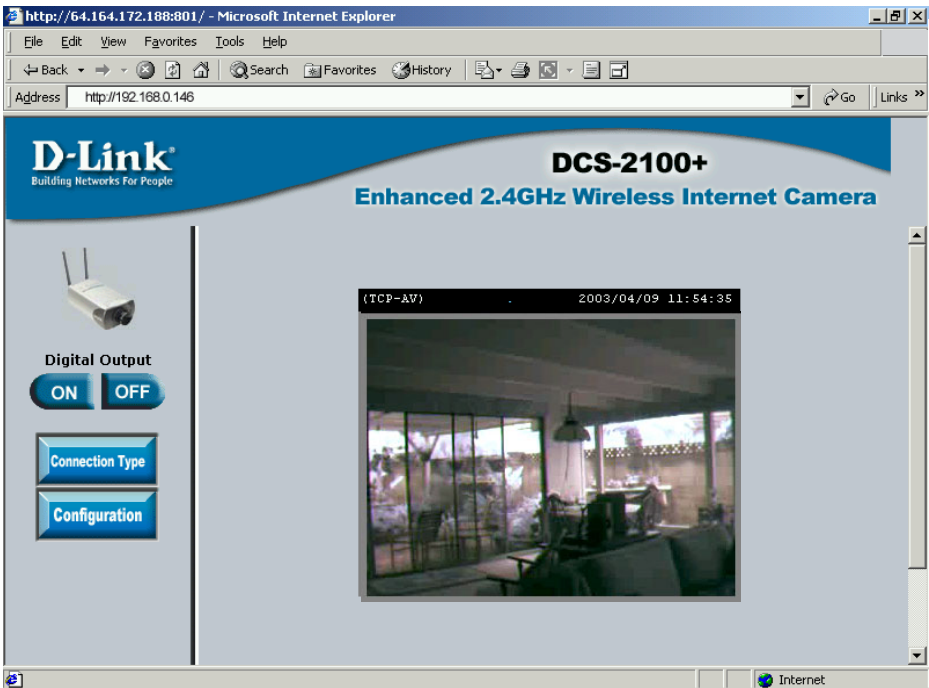 http://64.164.172.188:801/ - Microsoft Internet Explorer
File Edit View Favorites Tools Help
Back Search Favorites History
Address http://192.168.0.146 Go Links »
D-Link®
Building Networks for People
DCS-2100+
Enhanced 2.4GHz Wireless Internet Camera
(TCP-AV) 2003/04/09 11:54:35
Digital Output
ON OFF
Connection Type
Configuration
Internet